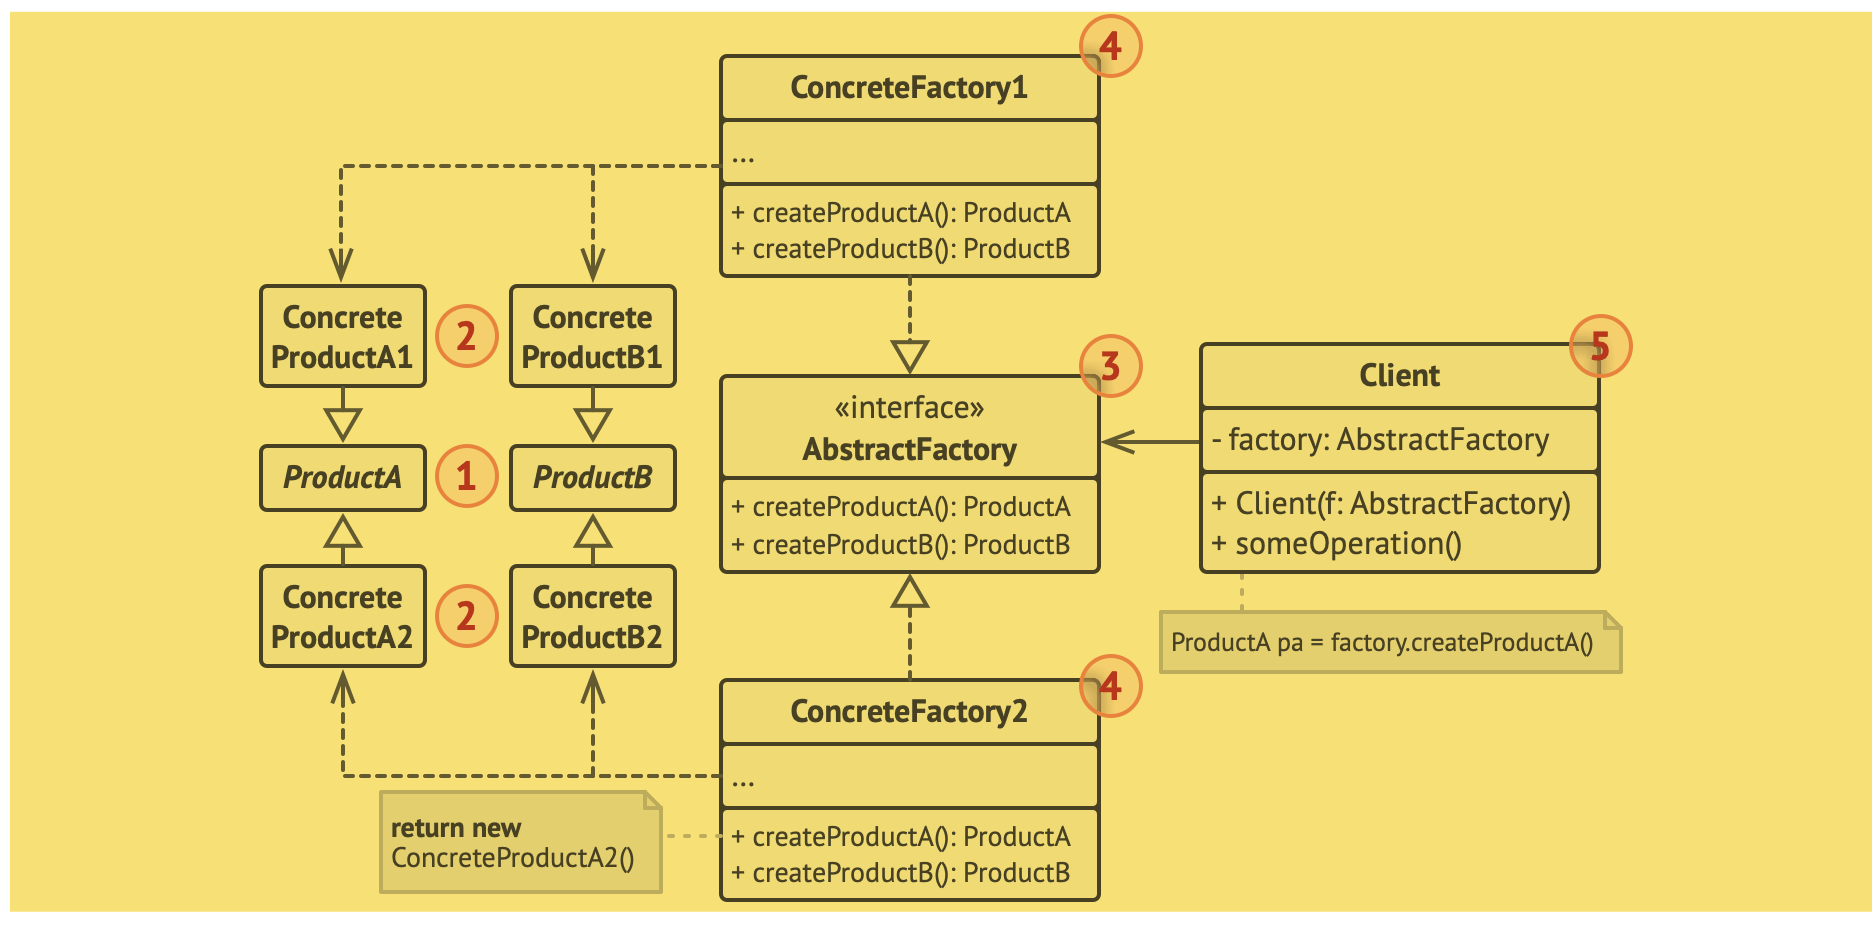 4
ConcreteFactory1
...
+ createProductA(): ProductA
+ createProductB(): ProductB
Concrete
ProductA1
2
Concrete
ProductB1
ProductA
1
ProductB
Concrete
ProductA2
2
Concrete
ProductB2
3
«interface»
AbstractFactory
+ createProductA(): ProductA
+ createProductB(): ProductB
5
Client
- factory: AbstractFactory
+ Client(f: AbstractFactory)
+ someOperation()
ProductA pa = factory.createProductA()
4
ConcreteFactory2
...
+ createProductA(): ProductA
+ createProductB(): ProductB
return new
ConcreteProductA2()